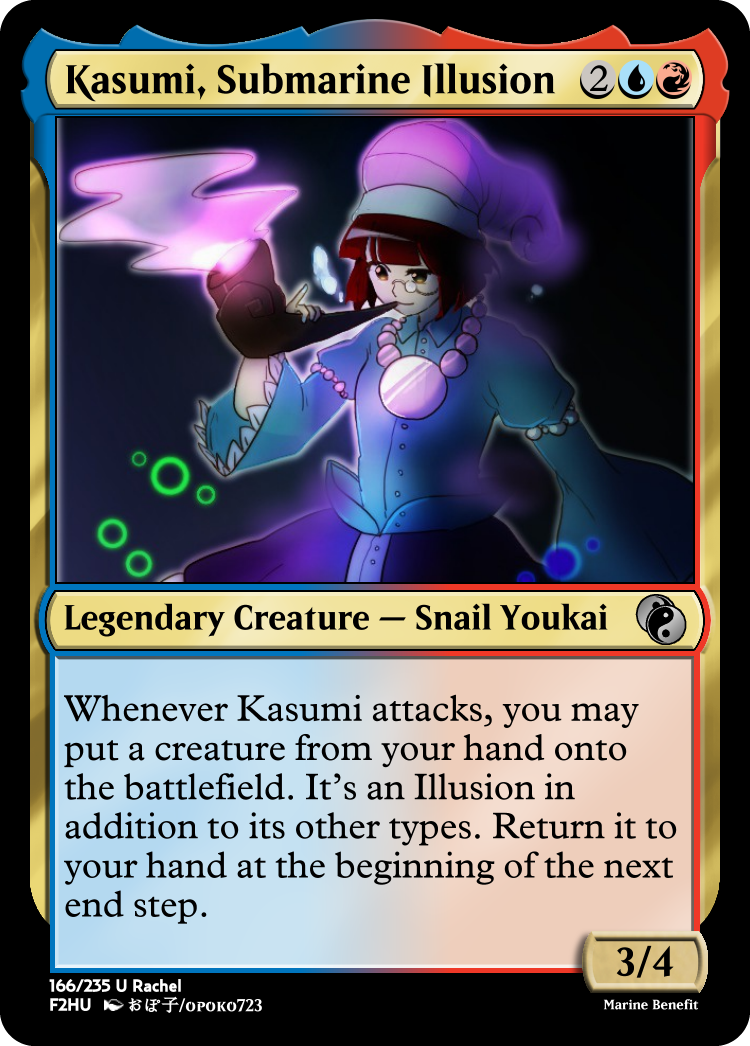 Kasumi, Submarine Illusion 2
Legendary Creature — Snail Youkai
Whenever Kasumi attacks, you may
put a creature from your hand onto
the battlefield. It's an Illusion in
addition to its other types. Return it to
your hand at the beginning of the next
end step.
3/4
166/235 U Rachel
F2HU おぽ子/OPOKO723
Marine Benefit